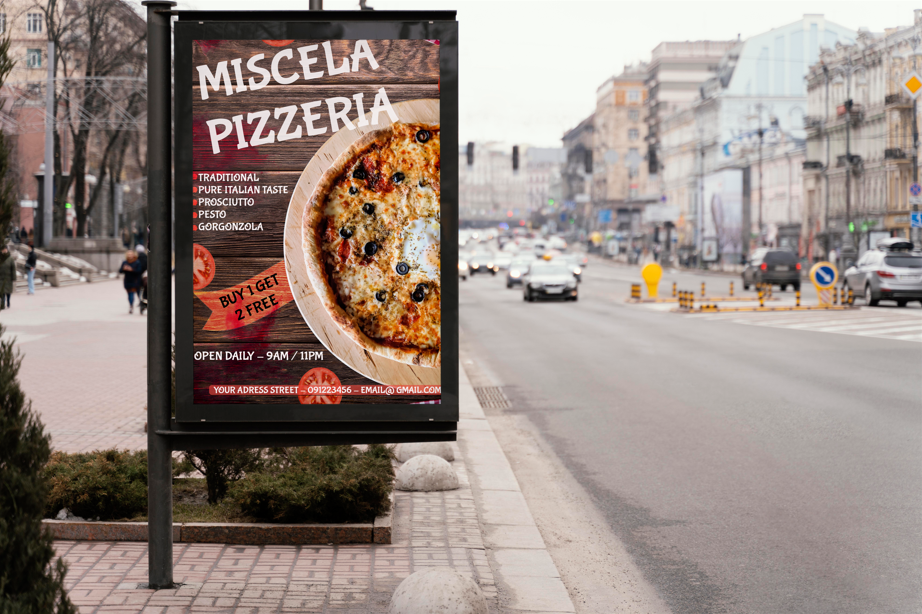 MISCELA
PIZZERIA
TRADITIONAL
PURE ITALIAN TASTE
PROSCIUTTO
PESTO
GORGONZOLA
BUY 1 GET
2 FREE
OPEN DAILY – 9AM / 11PM
YOUR ADRESS STREET – 091223456 – EMAIL@ GMAIL.COM